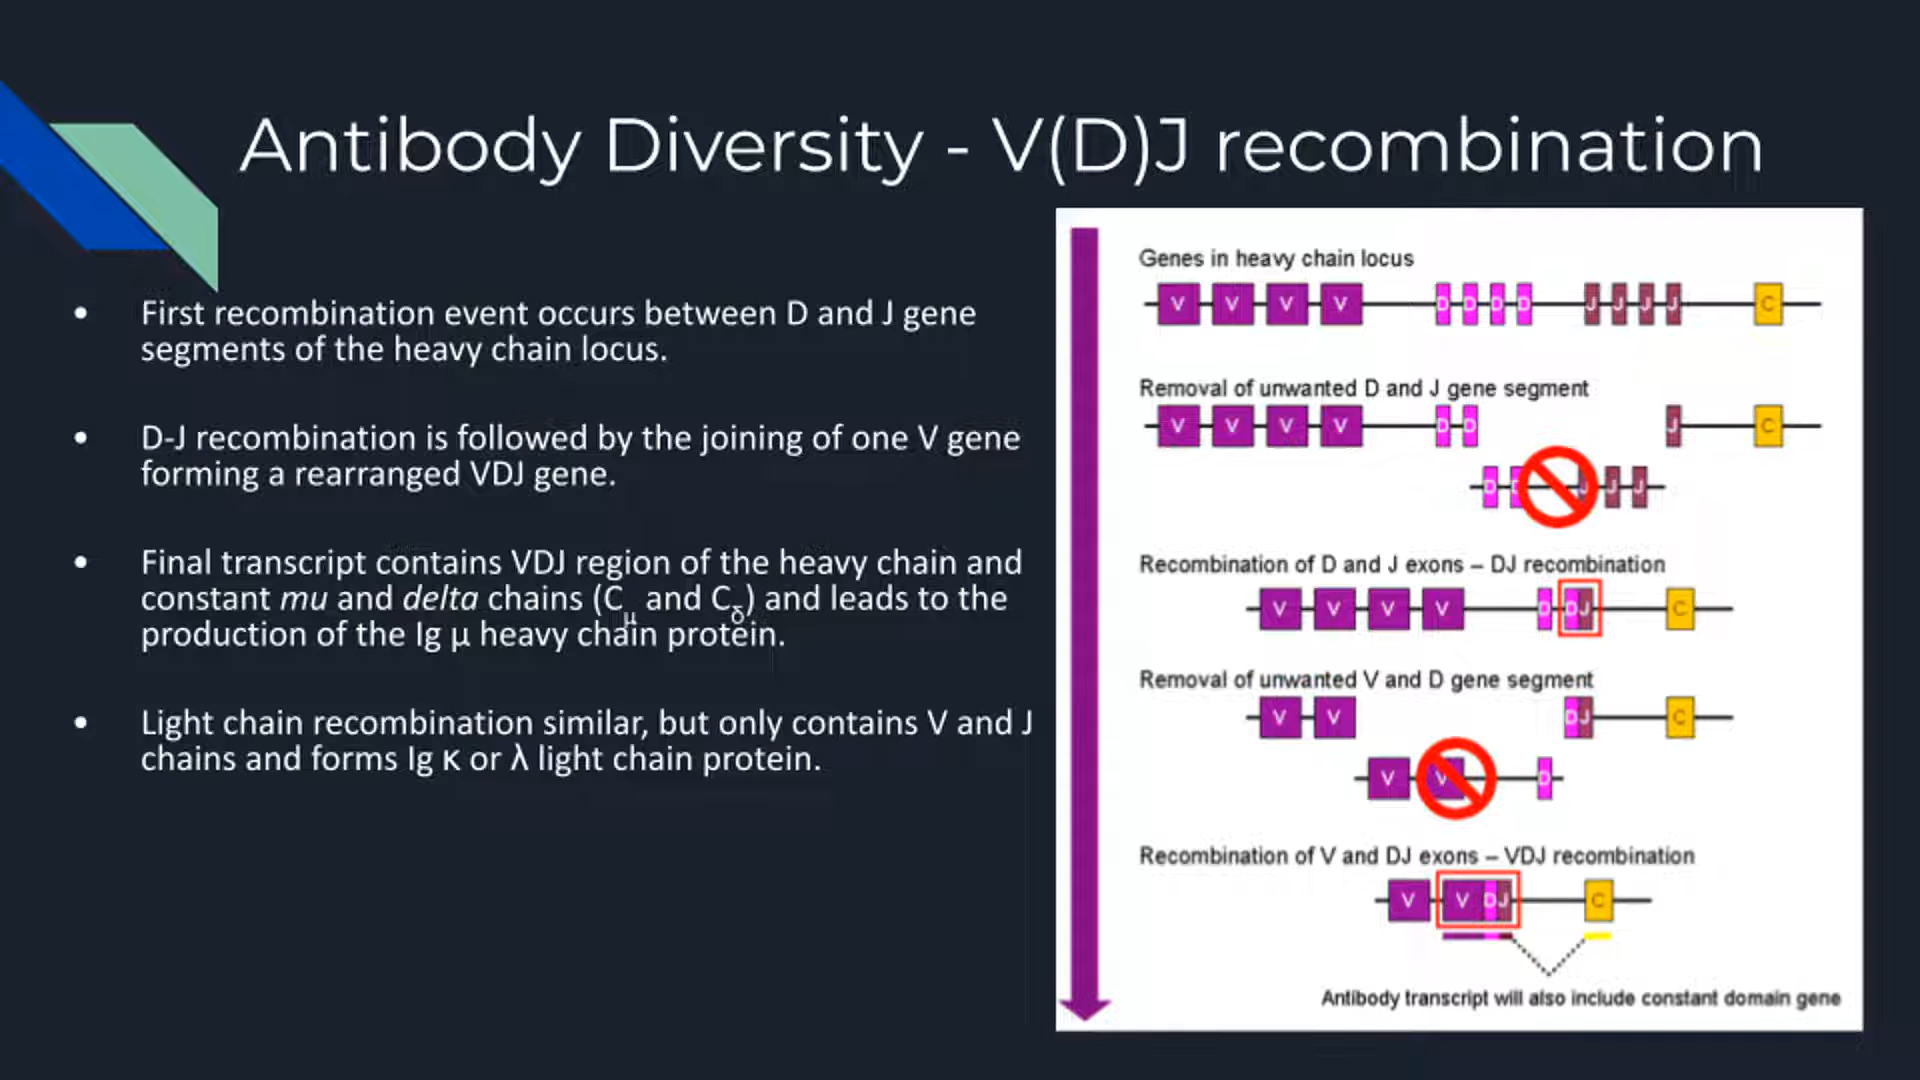 Antibody Diversity - V(D)J recombination
• First recombination event occurs between D and J gene
segments of the heavy chain locus.
• D-J recombination is followed by the joining of one V gene
forming a rearranged VDJ gene.
• Final transcript contains VDJ region of the heavy chain and
constant mu and delta chains (Cμ and Cδ) and leads to the
production of the Ig μ heavy chain protein.
• Light chain recombination similar, but only contains V and J
chains and forms Ig κ or λ light chain protein.
Genes in heavy chain locus
V V V V D D D D J J J J C
Removal of unwanted D and J gene segment
V V V V D D J C
D D J J J
Recombination of D and J exons – DJ recombination
V V V V D DJ C
Removal of unwanted V and D gene segment
V V DJ C
V V D
Recombination of V and DJ exons – VDJ recombination
V V DJ C
Antibody transcript will also include constant domain gene